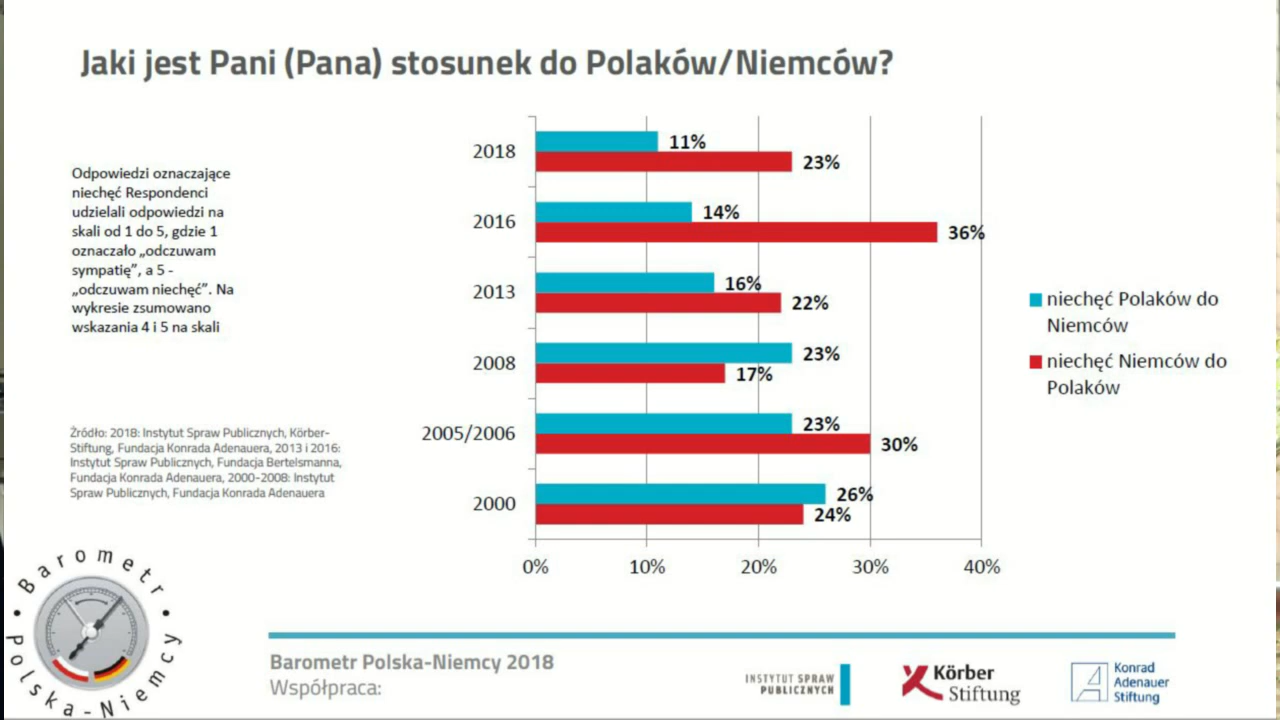 Jaki jest Pani (Pana) stosunek do Polaków/Niemców?
Odpowiedzi oznaczające
niechęć Respondenci
udzielali odpowiedzi na
skali od 1 do 5, gdzie 1
oznaczało „odczuwam
sympatię”, a 5 -
„odczuwam niechęć”. Na
wykresie zsumowano
wskazania 4 i 5 na skali
Źródło: 2018: Instytut Spraw Publicznych, Körber-
Stiftung, Fundacja Konrada Adenauera, 2013 i 2016:
Instytut Spraw Publicznych, Fundacja Bertelsmanna,
Fundacja Konrada Adenauera, 2000-2008: Instytut
Spraw Publicznych, Fundacja Konrada Adenauera
2018
11%
23%
2016
14%
36%
2013
16%
22%
2008
23%
17%
2005/2006
23%
30%
2000
26%
24%
0% 10% 20% 30% 40%
niechęć Polaków do
Niemców
niechęć Niemców do
Polaków
• Barometr •
Polska-Niemcy
Barometr Polska-Niemcy 2018
Współpraca:
INSTYTUT SPRAW
PUBLICZNYCH
Körber
Stiftung
Konrad
Adenauer
Stiftung